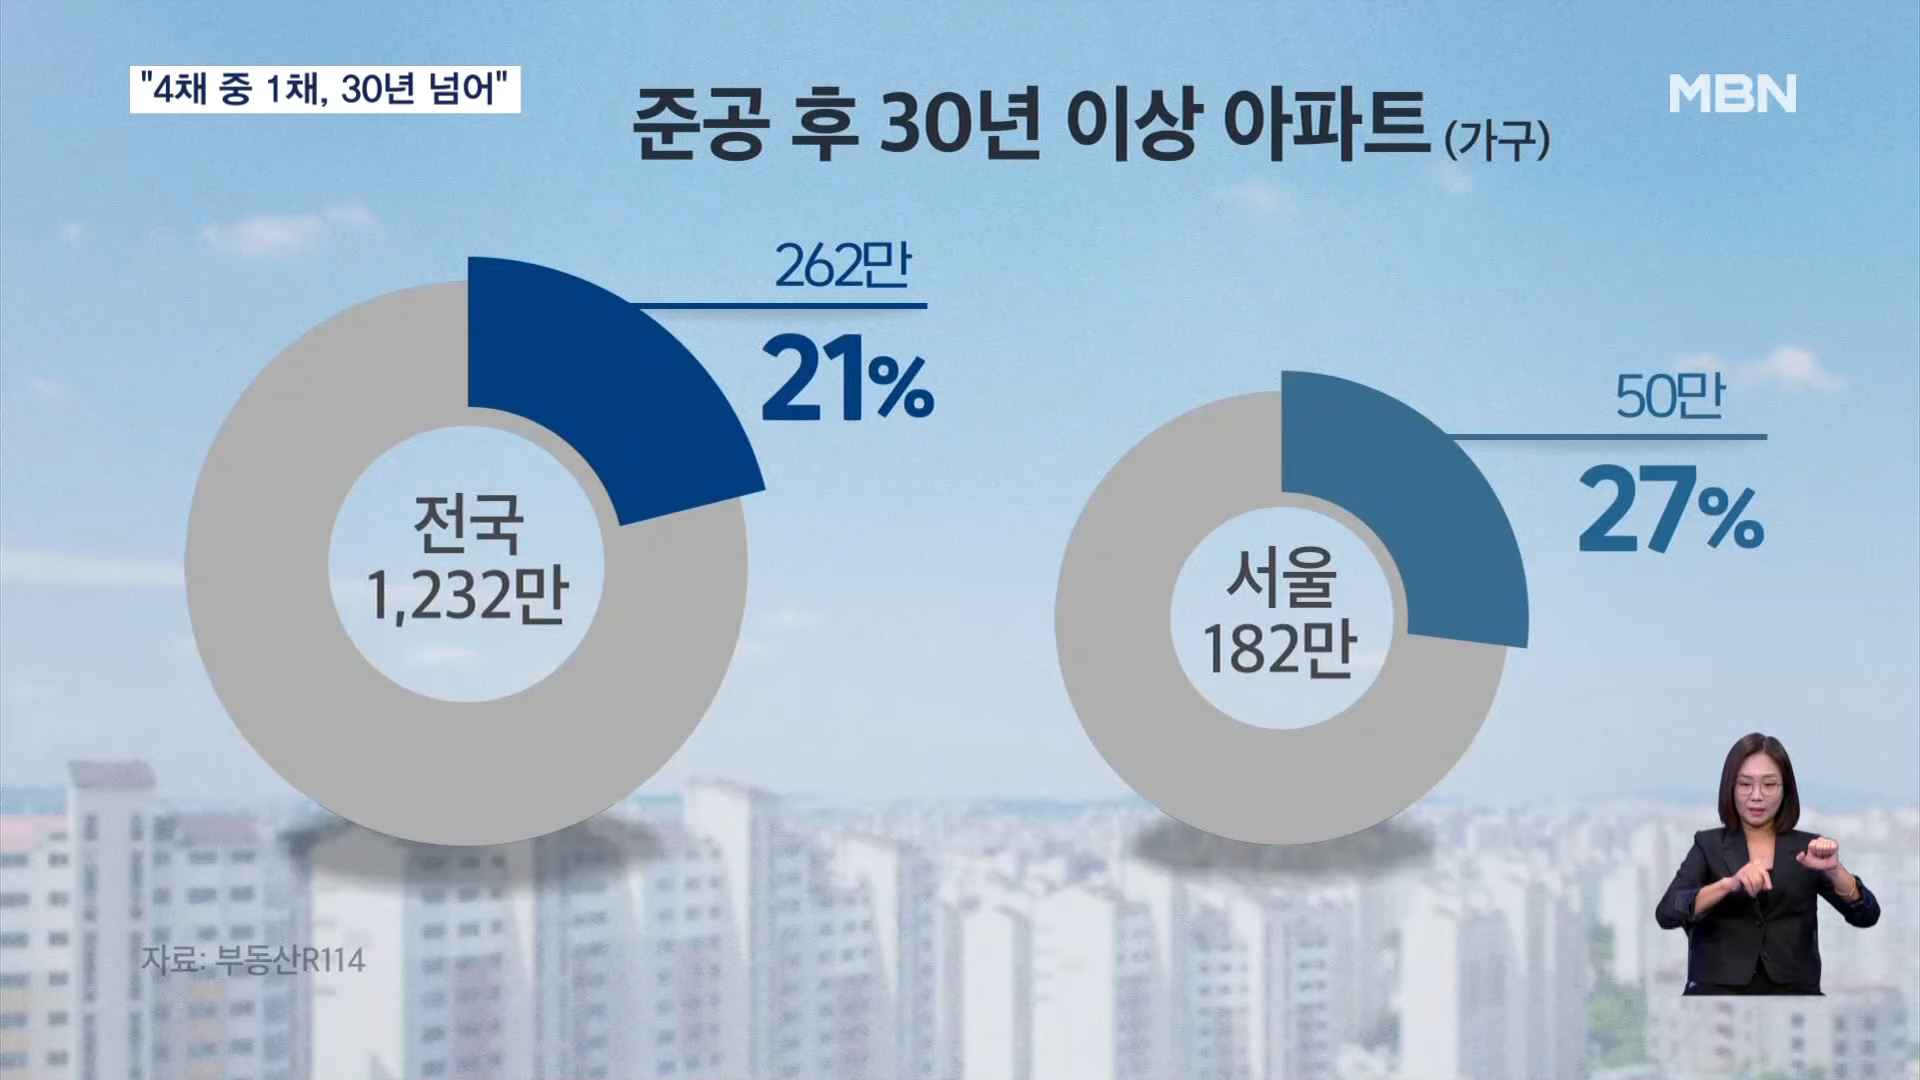 "4채 중 1채, 30년 넘어"
MBN
준공 후 30년 이상 아파트 (가구)
262만
21%
전국
1,232만
50만
27%
서울
182만
자료: 부동산R114